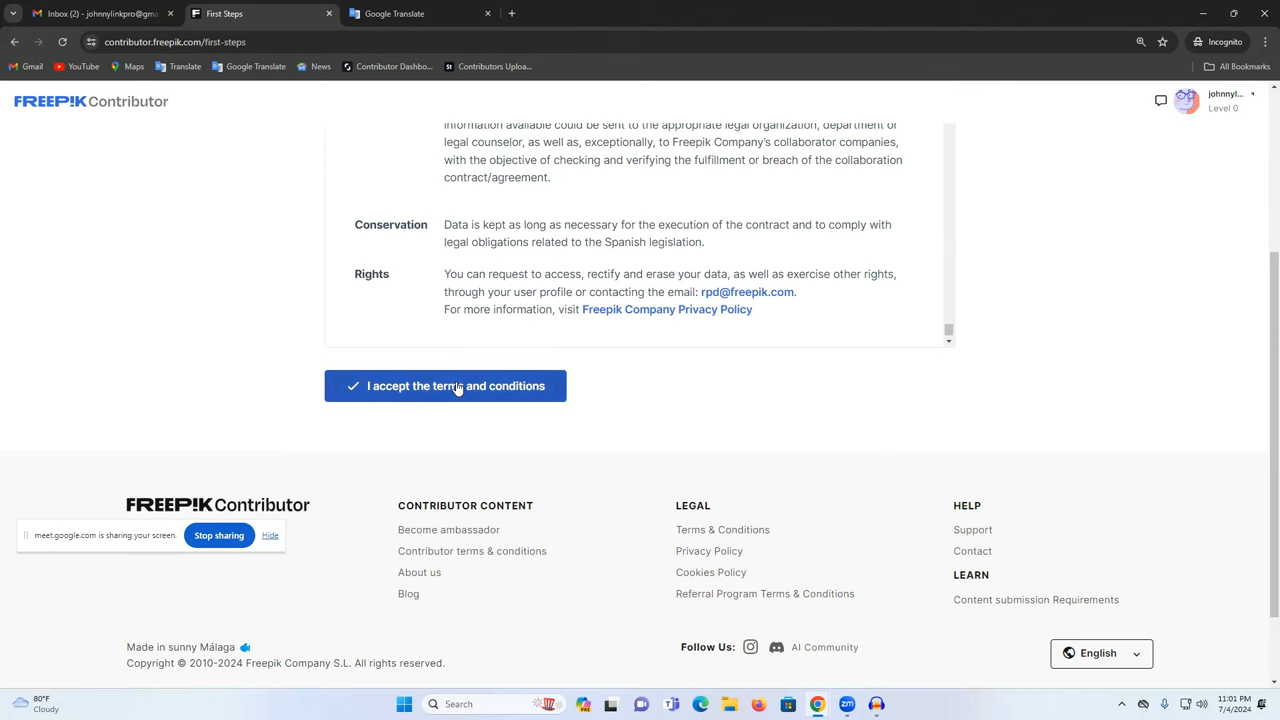 Inbox (2) - johnnylinkpro@gm
First Steps
Google Translate
contributor.freepik.com/first-steps
Incognito
Gmail
YouTube
Maps
Translate
Google Translate
News
Contributor Dashbo...
Contributors Uploa...
All Bookmarks
FREEPIK Contributor
johnnyl...
Level 0
information available could be sent to the appropriate legal organization, department or
legal counselor, as well as, exceptionally, to Freepik Company's collaborator companies,
with the objective of checking and verifying the fulfillment or breach of the collaboration
contract/agreement.
Conservation
Data is kept as long as necessary for the execution of the contract and to comply with
legal obligations related to the Spanish legislation.
Rights
You can request to access, rectify and erase your data, as well as exercise other rights,
through your user profile or contacting the email: rpd@freepik.com.
For more information, visit Freepik Company Privacy Policy
I accept the terms and conditions
FREEPIK Contributor
meet.google.com is sharing your screen.
Stop sharing
Hide
CONTRIBUTOR CONTENT
Become ambassador
Contributor terms & conditions
About us
Blog
LEGAL
Terms & Conditions
Privacy Policy
Cookies Policy
Referral Program Terms & Conditions
HELP
Support
Contact
LEARN
Content submission Requirements
Made in sunny Málaga
Copyright © 2010-2024 Freepik Company S.L. All rights reserved.
Follow Us:
AI Community
English
80°F
Cloudy
Search
11:01 PM
7/4/2024